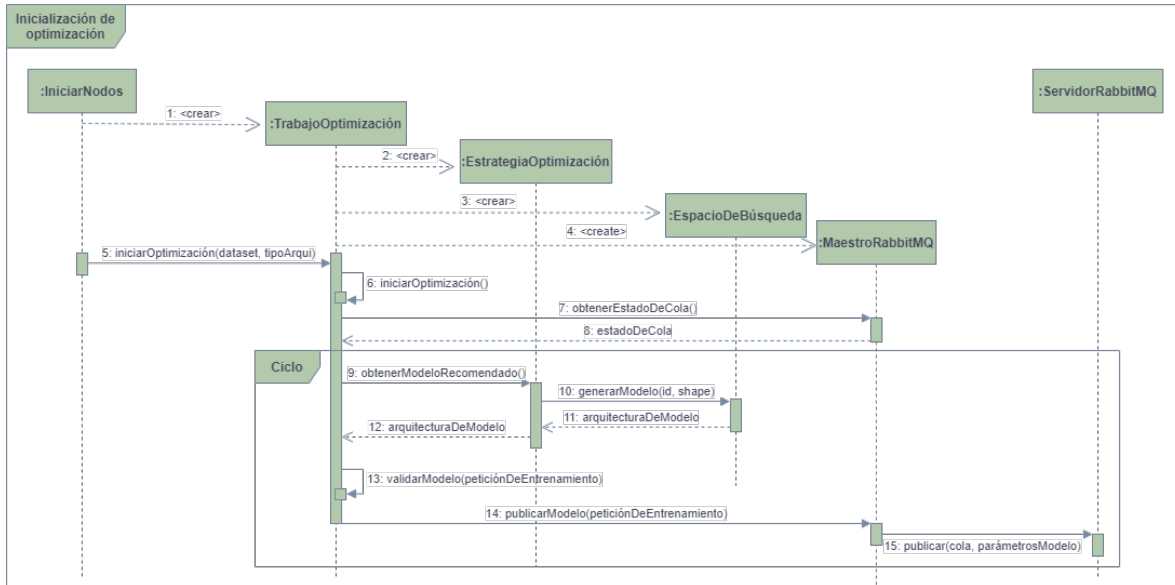 Inicialización de
optimización
:IniciarNodos
:ServidorRabbitMQ
1: <crear>
:TrabajoOptimización
2: <crear>
:EstrategiaOptimización
3: <crear>
:EspacioDeBúsqueda
4: <create>
:MaestroRabbitMQ
5: iniciarOptimización(dataset, tipoArqui)
6: iniciarOptimización()
7: obtenerEstadoDeCola()
8: estadoDeCola
Ciclo
9: obtenerModeloRecomendado()
10: generarModelo(id, shape)
11: arquitecturaDeModelo
12: arquitecturaDeModelo
13: validarModelo(peticiónDeEntrenamiento)
14: publicarModelo(peticiónDeEntrenamiento)
15: publicar(cola, parámetrosModelo)